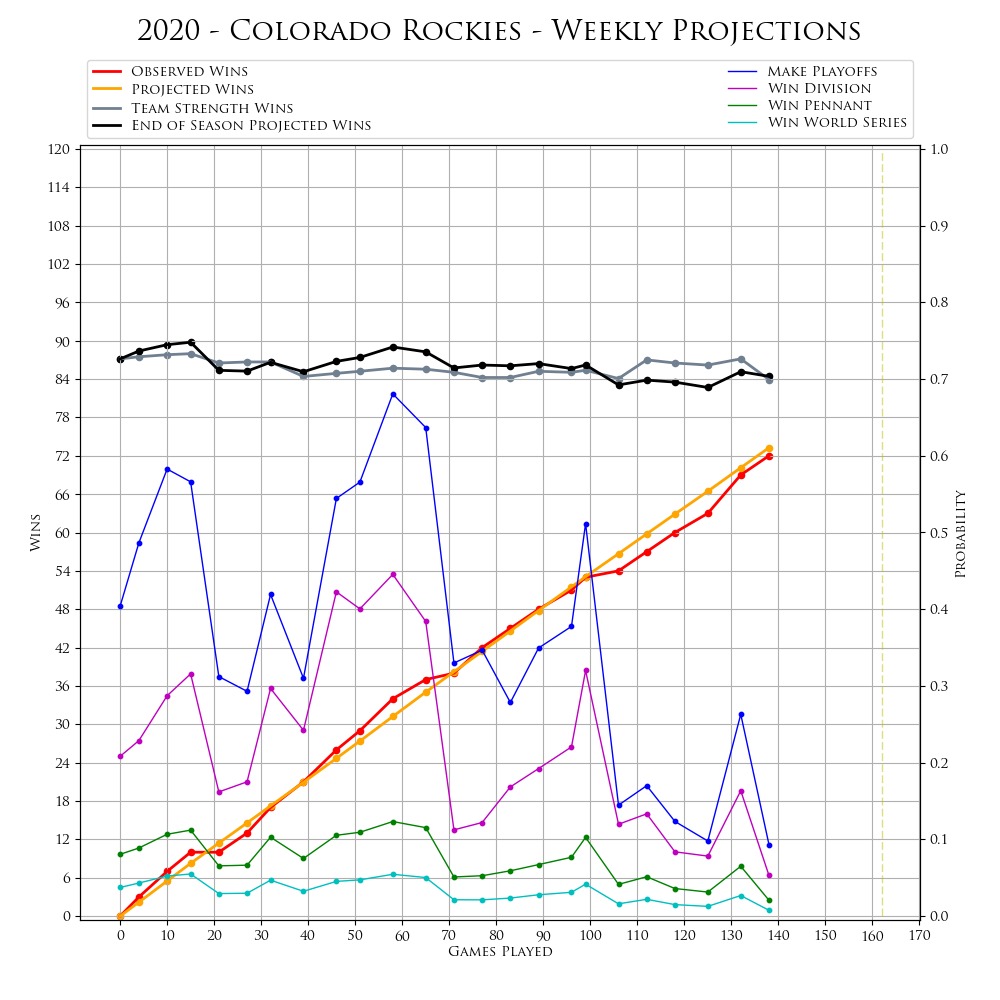 2020 - Colorado Rockies - Weekly Projections
Observed Wins
Projected Wins
Team Strength Wins
End of Season Projected Wins
Make Playoffs
Win Division
Win Pennant
Win World Series
120
114
108
102
96
90
84
78
72
66
60
54
48
42
36
30
24
18
12
6
0
Wins
1.0
0.9
0.8
0.7
0.6
0.5
0.4
0.3
0.2
0.1
0.0
Probability
0 10 20 30 40 50 60 70 80 90 100 110 120 130 140 150 160 170
Games Played